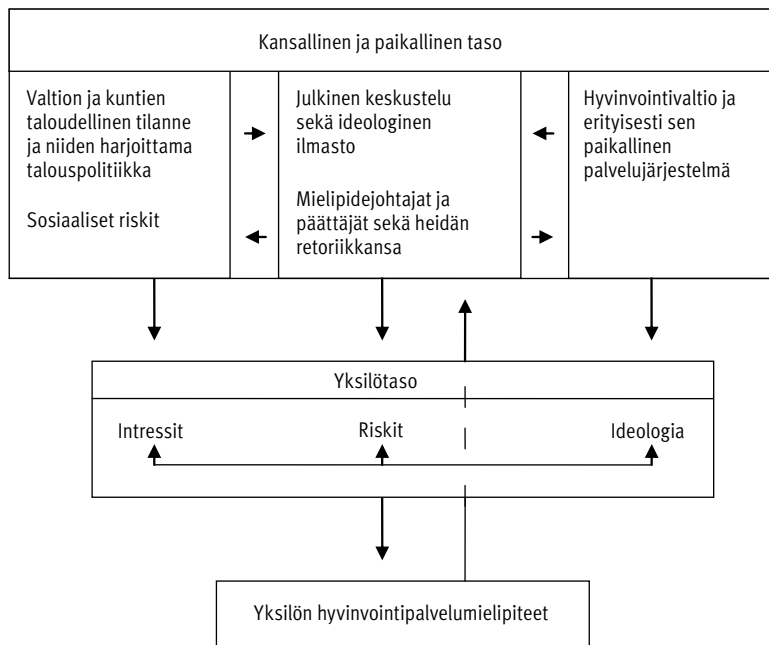 Kansallinen ja paikallinen taso
Valtion ja kuntien
taloudellinen tilanne
ja niiden harjoittama
talouspolitiikka
Sosiaaliset riskit
Julkinen keskustelu
sekä ideologinen
ilmasto
Mielipidejohtajat ja
päättäjät sekä heidän
retoriikkansa
Hyvinvointivaltio ja
erityisesti sen
paikallinen
palvelujärjestelmä
Yksilötaso
Intressit
Riskit
Ideologia
Yksilön hyvinvointipalvelumielipiteet